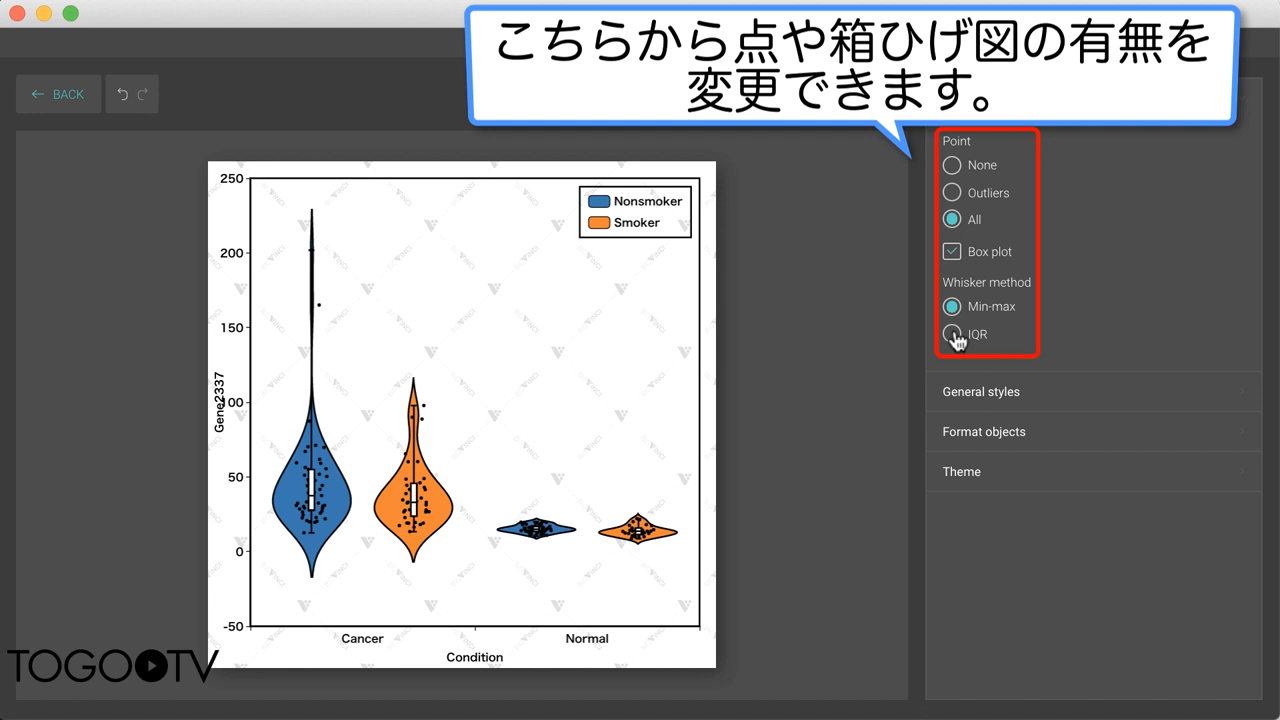 こちらから点や箱ひげ図の有無を
変更できます。
← BACK
Point
None
Outliers
All
Box plot
Whisker method
Min-max
IQR
General styles
Format objects
Theme
250
200
150
100
50
0
-50
Gene2337
Nonsmoker
Smoker
Cancer
Normal
Condition
TOGOTV